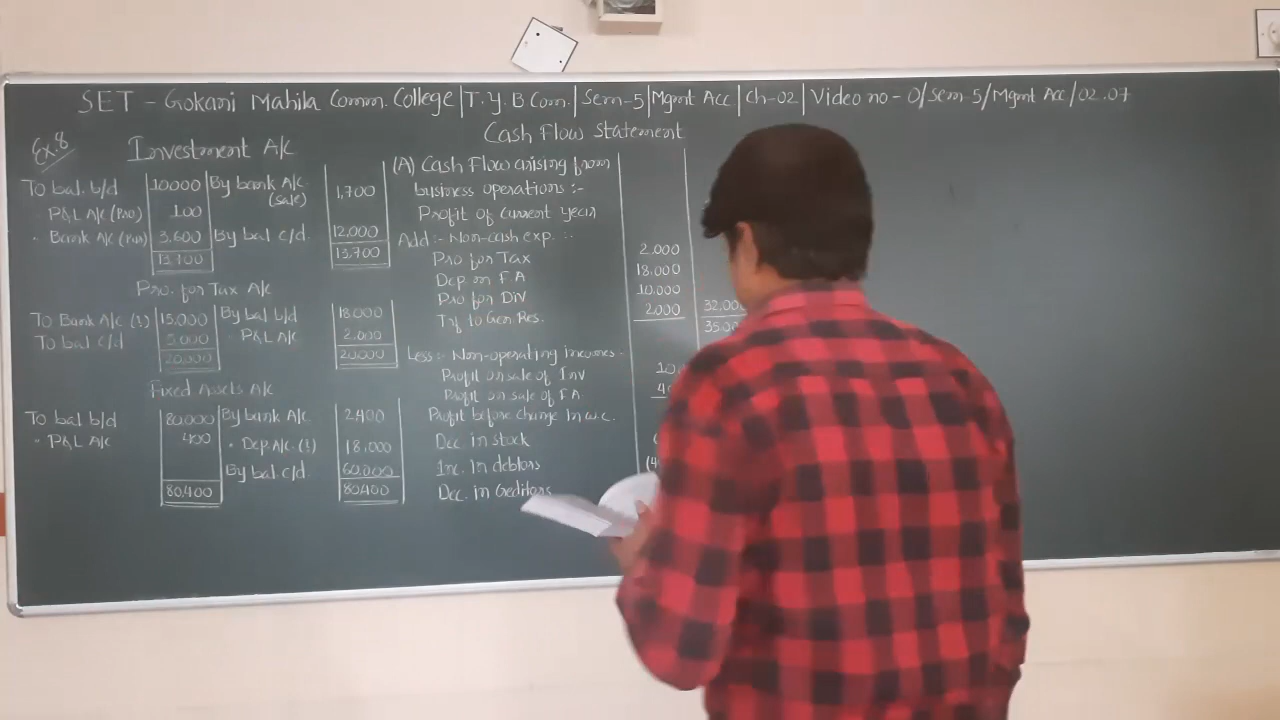 SET - Gokani Mahila Comm. College | T. Y. B Com. | Sem-5 | Mgmt Acc | Ch-02 | Video no - 0/Sem-5/Mgmt Acc/02.07
Cash Flow Statement
Ex.8
Investment A/c
To bal. b/d 10000 By bank A/c (sale) 1,700
" P&L A/c (Pro) 100
" Bank A/c (Pur) 3,600 By bal c/d. 12,000
13,700 13,700
Pro. for Tax A/c
To Bank A/c (?) 15,000 By bal b/d 18,000
To bal c/d 5,000 " P&L A/c 2,000
20,000 20,000
Fixed Assets A/c
To bal b/d 80,000 By bank A/c 2400
" P&L A/c 400 " Dep A/c. (?) 18,000
By bal c/d. 60,000
80,400 80,400
(A) Cash Flow arising from
business operations :-
Profit of current year
Add :- Non-cash exp. :-
Pro for Tax 2,000
Dep on F.A 18,000
Pro for Div 10,000
Trf to Gen. Res. 2,000 32,00
35,0
Less :- Non-operating incomes -
Profit on sale of Inv 10
Profit on sale of F.A 4
Profit before change in w.c.
Dec in stock
Inc. in debtors (4
Dec. in Creditors